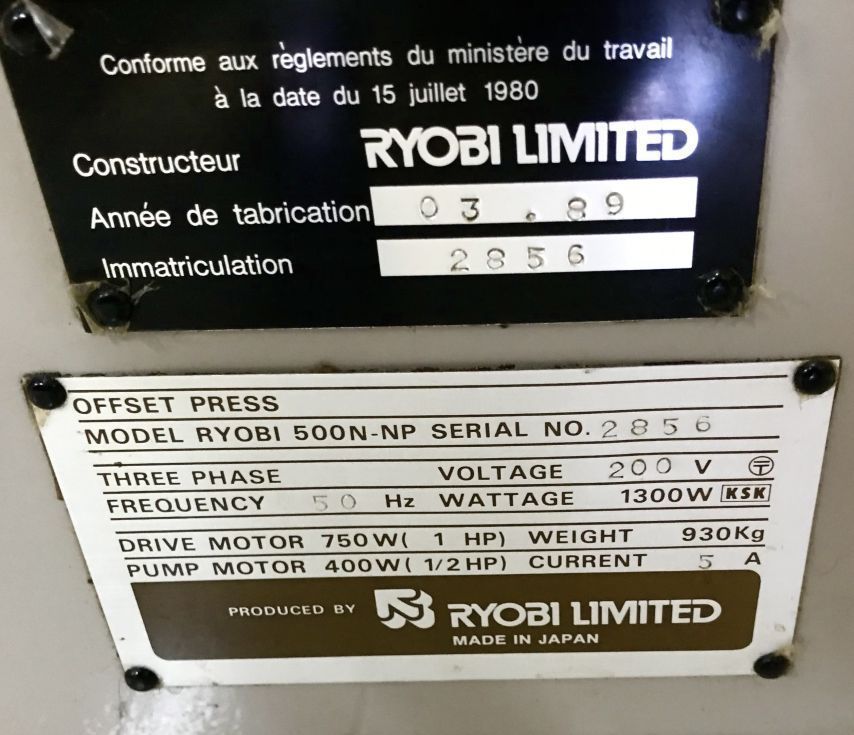 Conforme aux règlements du ministère du travail
à la date du 15 juillet 1980
Constructeur RYOBI LIMITED
Année de tabrication 03.89
Immatriculation 2856
OFFSET PRESS
MODEL RYOBI 500N-NP SERIAL NO. 2856
THREE PHASE VOLTAGE 200 V 〶
FREQUENCY 50 Hz WATTAGE 1300W KSK
DRIVE MOTOR 750W( 1 HP) WEIGHT 930Kg
PUMP MOTOR 400W( 1/2HP) CURRENT 5 A
PRODUCED BY RYOBI LIMITED
MADE IN JAPAN